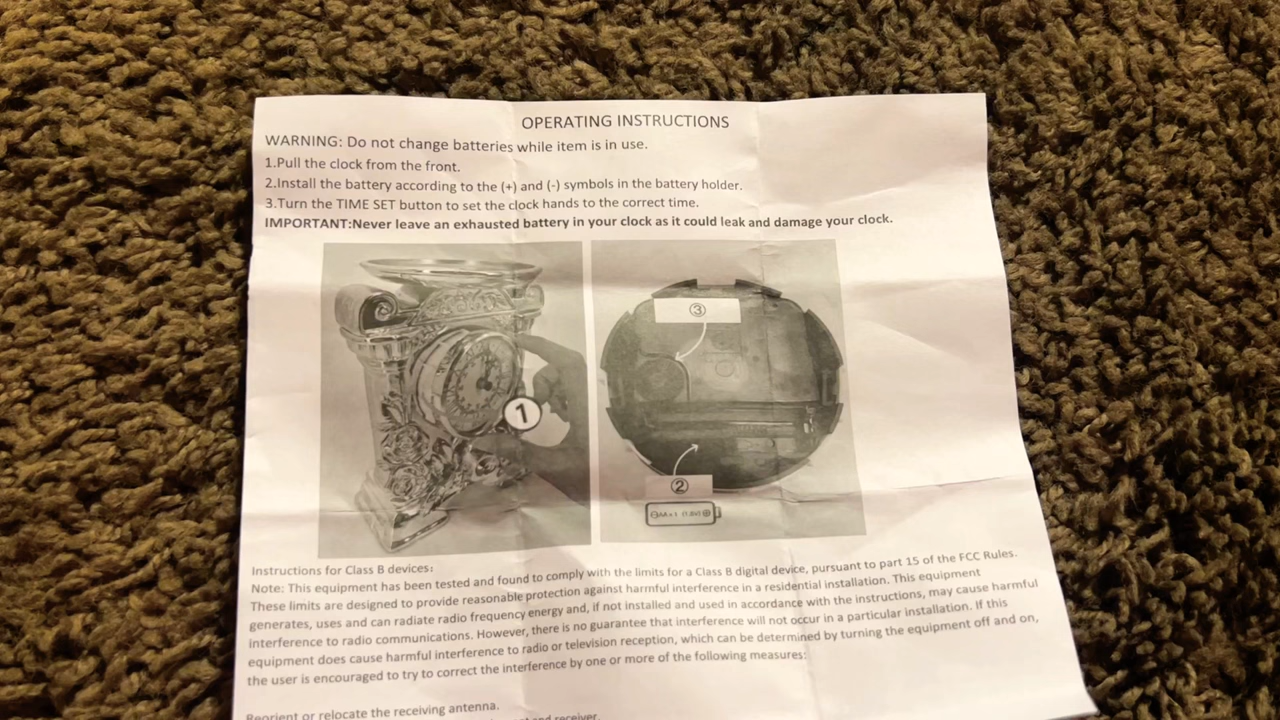 OPERATING INSTRUCTIONS
WARNING: Do not change batteries while item is in use.
1.Pull the clock from the front.
2.Install the battery according to the (+) and (-) symbols in the battery holder.
3.Turn the TIME SET button to set the clock hands to the correct time.
IMPORTANT:Never leave an exhausted battery in your clock as it could leak and damage your clock.
③
①
②
Instructions for Class B devices:
Note: This equipment has been tested and found to comply with the limits for a Class B digital device, pursuant to part 15 of the FCC Rules.
These limits are designed to provide reasonable protection against harmful interference in a residential installation. This equipment
generates, uses and can radiate radio frequency energy and, if not installed and used in accordance with the instructions, may cause harmful
interference to radio communications. However, there is no guarantee that interference will not occur in a particular installation. If this
equipment does cause harmful interference to radio or television reception, which can be determined by turning the equipment off and on,
the user is encouraged to try to correct the interference by one or more of the following measures:
Reorient or relocate the receiving antenna.
and receiver.